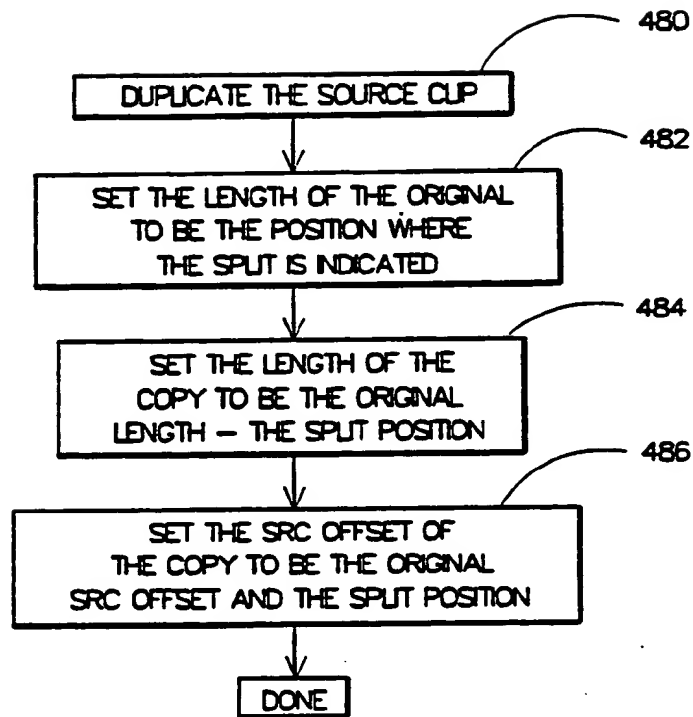 480
DUPLICATE THE SOURCE CLIP
482
SET THE LENGTH OF THE ORIGINAL
TO BE THE POSITION WHERE
THE SPLIT IS INDICATED
484
SET THE LENGTH OF THE
COPY TO BE THE ORIGINAL
LENGTH — THE SPLIT POSITION
486
SET THE SRC OFFSET OF
THE COPY TO BE THE ORIGINAL
SRC OFFSET AND THE SPLIT POSITION
DONE